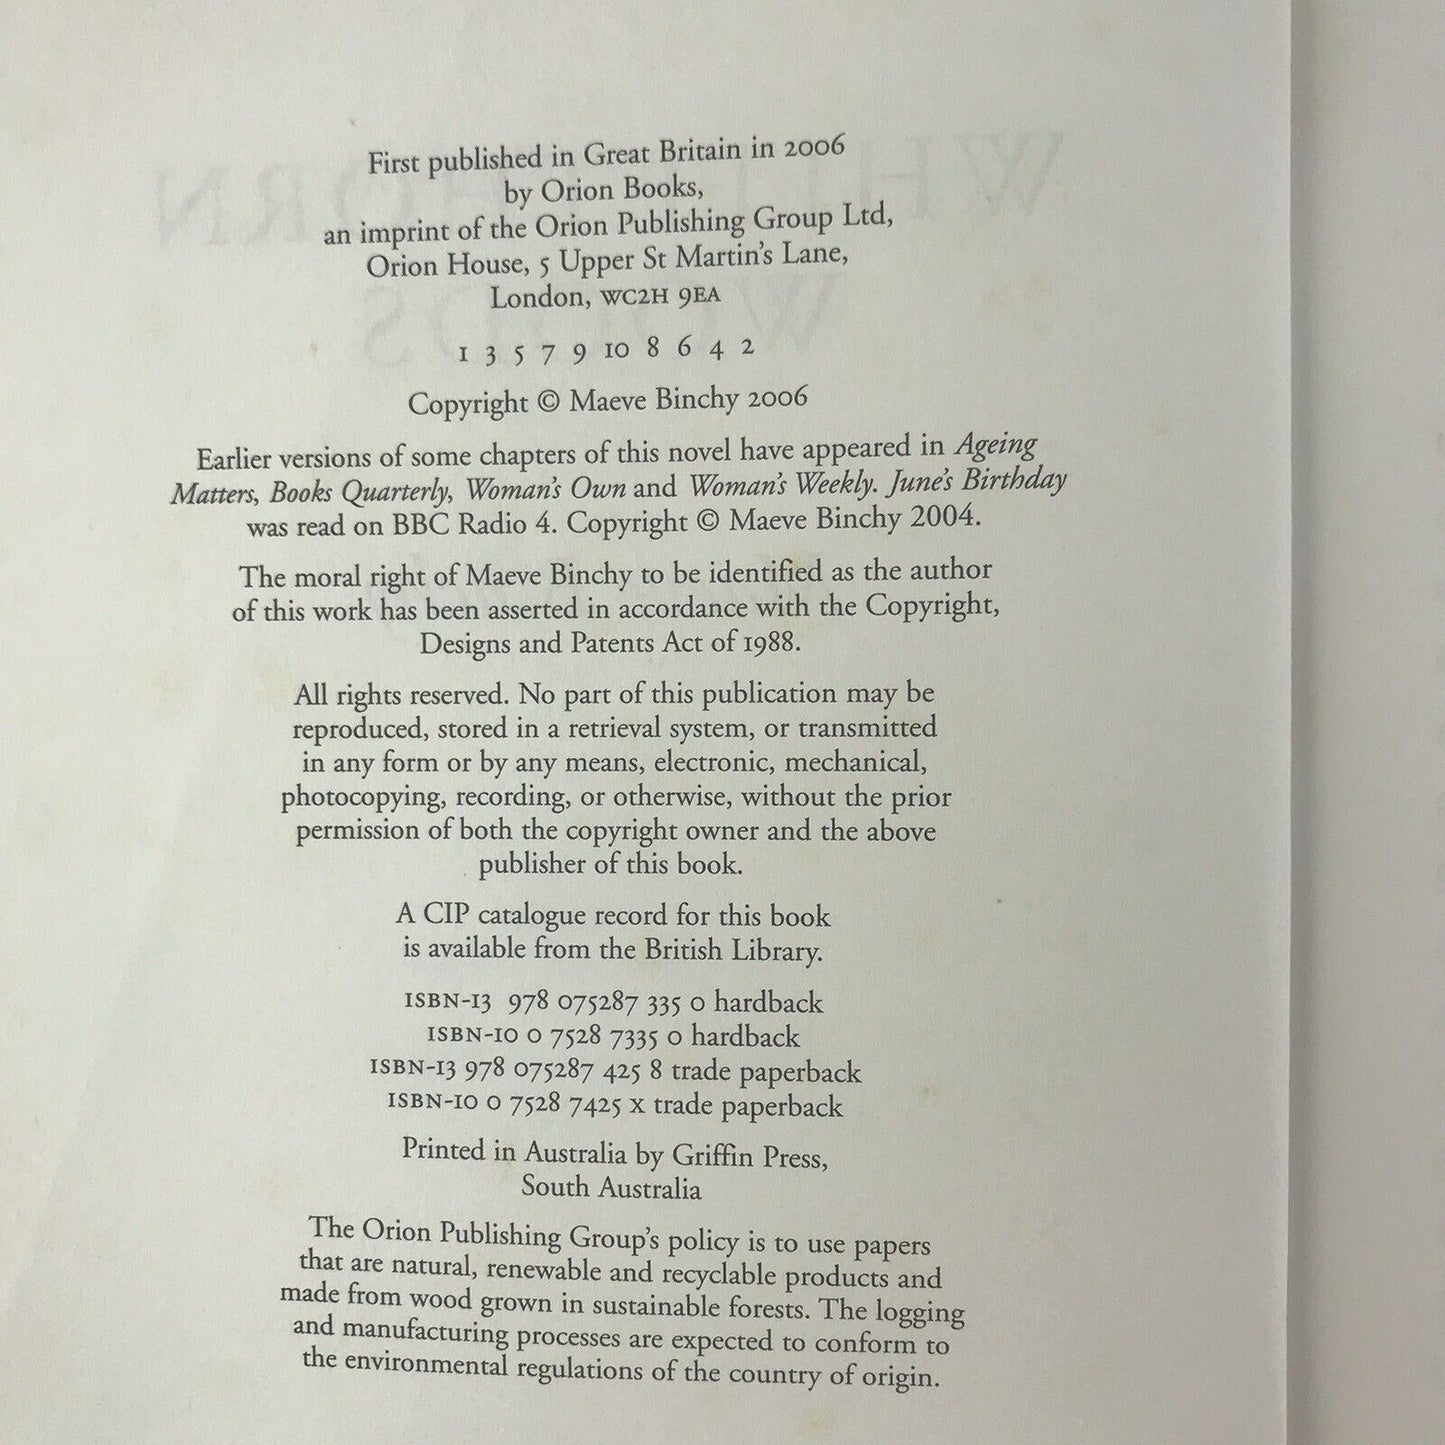 First published in Great Britain in 2006
by Orion Books,
an imprint of the Orion Publishing Group Ltd,
Orion House, 5 Upper St Martin's Lane,
London, WC2H 9EA
1 3 5 7 9 10 8 6 4 2
Copyright © Maeve Binchy 2006
Earlier versions of some chapters of this novel have appeared in Ageing
Matters, Books Quarterly, Woman's Own and Woman's Weekly. June's Birthday
was read on BBC Radio 4. Copyright © Maeve Binchy 2004.
The moral right of Maeve Binchy to be identified as the author
of this work has been asserted in accordance with the Copyright,
Designs and Patents Act of 1988.
All rights reserved. No part of this publication may be
reproduced, stored in a retrieval system, or transmitted
in any form or by any means, electronic, mechanical,
photocopying, recording, or otherwise, without the prior
permission of both the copyright owner and the above
publisher of this book.
A CIP catalogue record for this book
is available from the British Library.
ISBN-13 978 075287 335 0 hardback
ISBN-10 0 7528 7335 0 hardback
ISBN-13 978 075287 425 8 trade paperback
ISBN-10 0 7528 7425 X trade paperback
Printed in Australia by Griffin Press,
South Australia
The Orion Publishing Group's policy is to use papers
that are natural, renewable and recyclable products and
made from wood grown in sustainable forests. The logging
and manufacturing processes are expected to conform to
the environmental regulations of the country of origin.